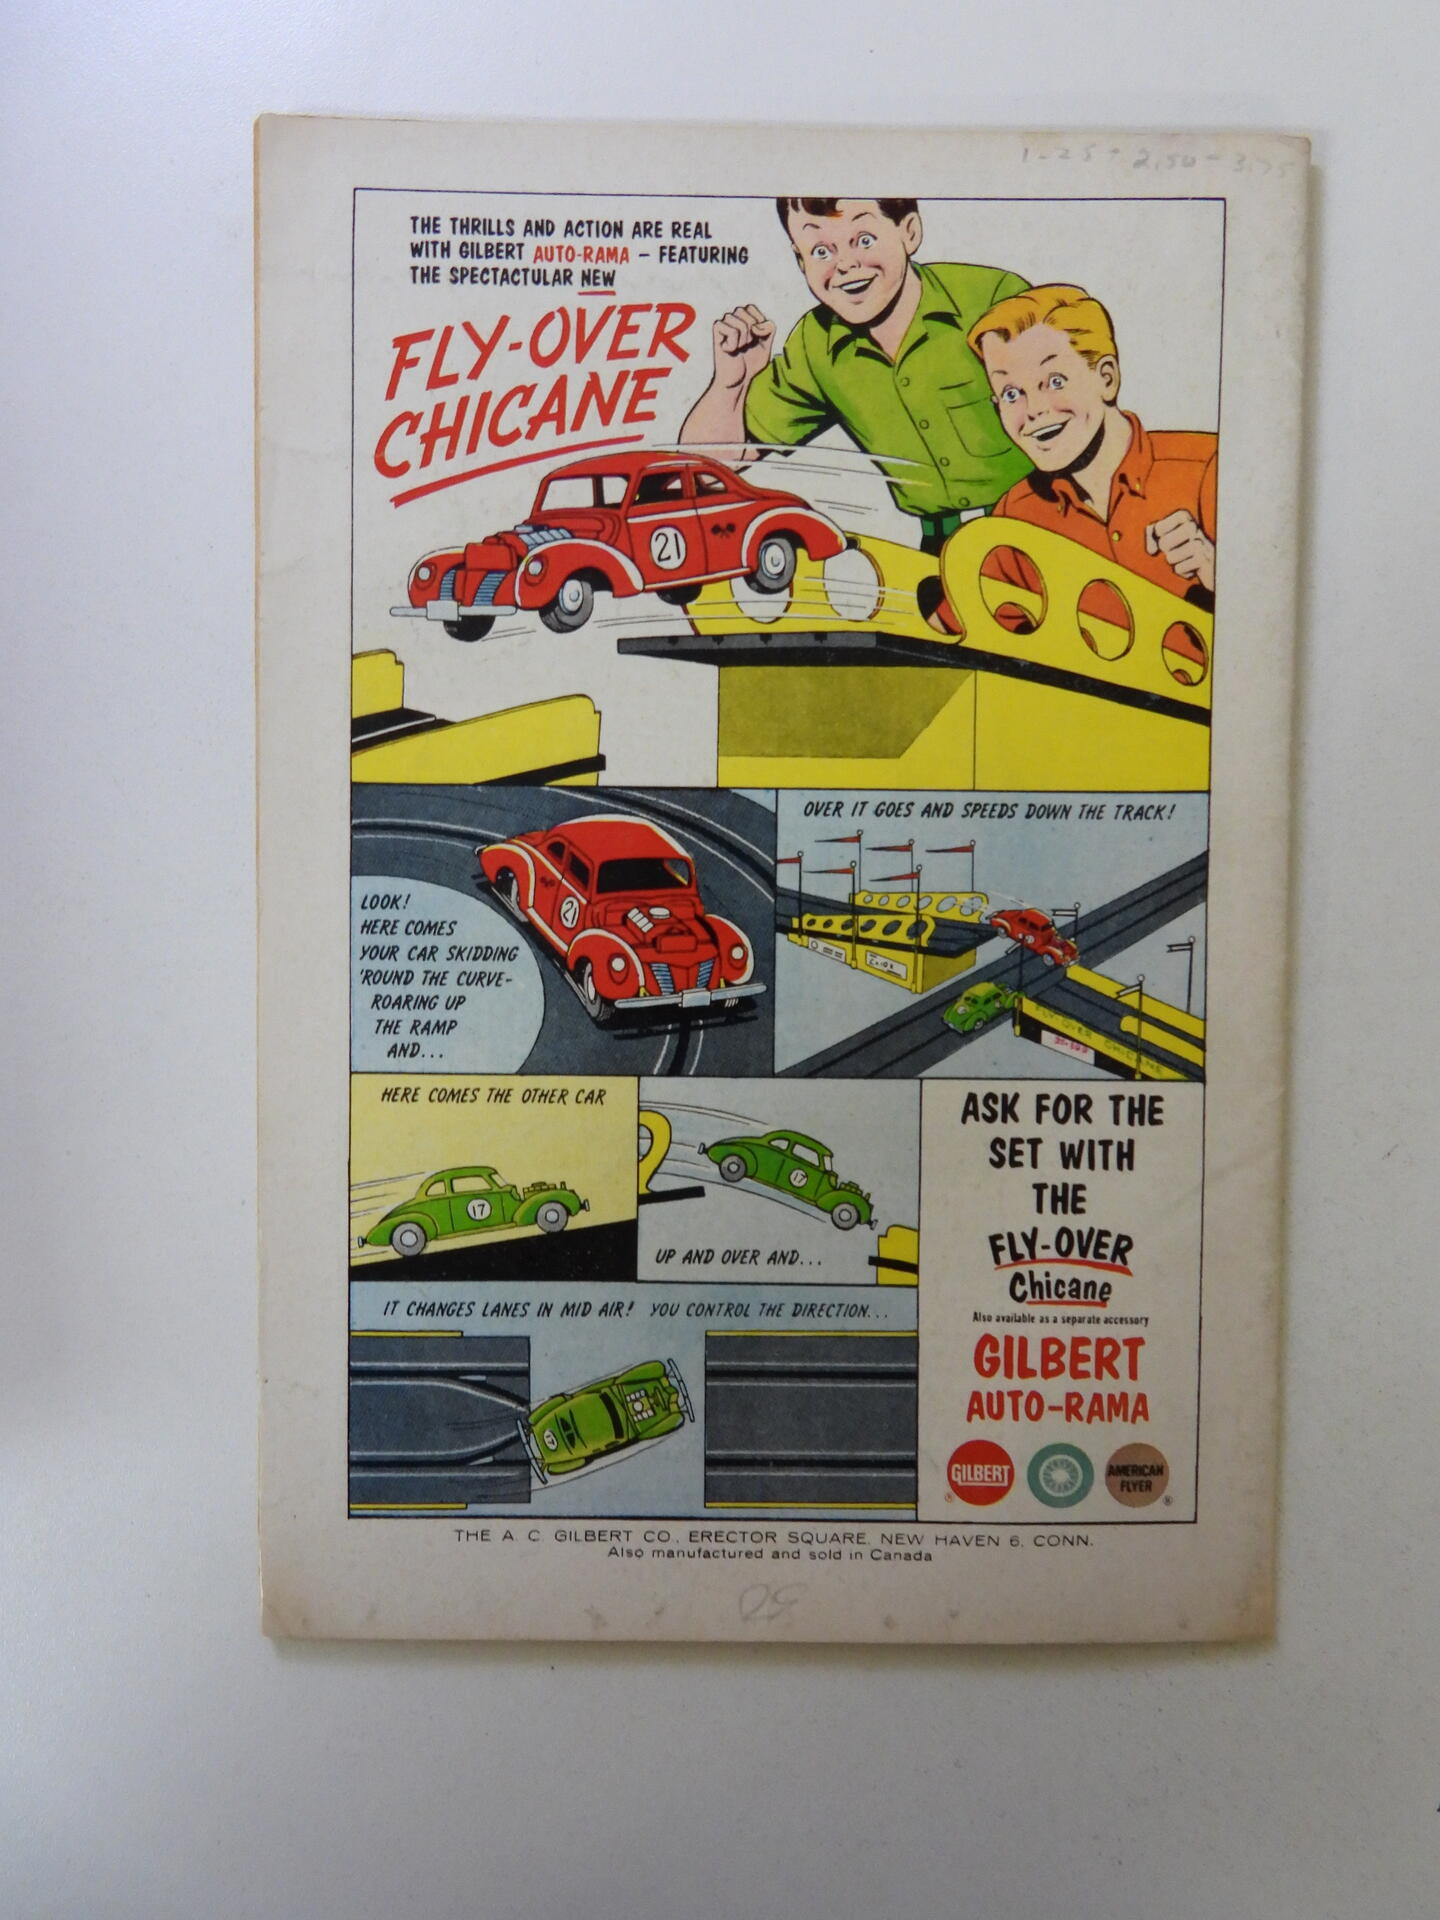 1-25 + 2.50 = 3.75
THE THRILLS AND ACTION ARE REAL
WITH GILBERT AUTO-RAMA – FEATURING
THE SPECTACTULAR NEW
FLY-OVER
CHICANE
21
LOOK!
HERE COMES
YOUR CAR SKIDDING
'ROUND THE CURVE-
ROARING UP
THE RAMP
AND...
21
OVER IT GOES AND SPEEDS DOWN THE TRACK!
FLY-OVER CHICANE
HERE COMES THE OTHER CAR
17
17
UP AND OVER AND...
IT CHANGES LANES IN MID AIR! YOU CONTROL THE DIRECTION...
17
ASK FOR THE
SET WITH
THE
FLY-OVER
Chicane
Also available as a separate accessory
GILBERT
AUTO-RAMA
GILBERT
®
AMERICAN
FLYER
®
THE A. C. GILBERT CO., ERECTOR SQUARE, NEW HAVEN 6, CONN.
Also manufactured and sold in Canada